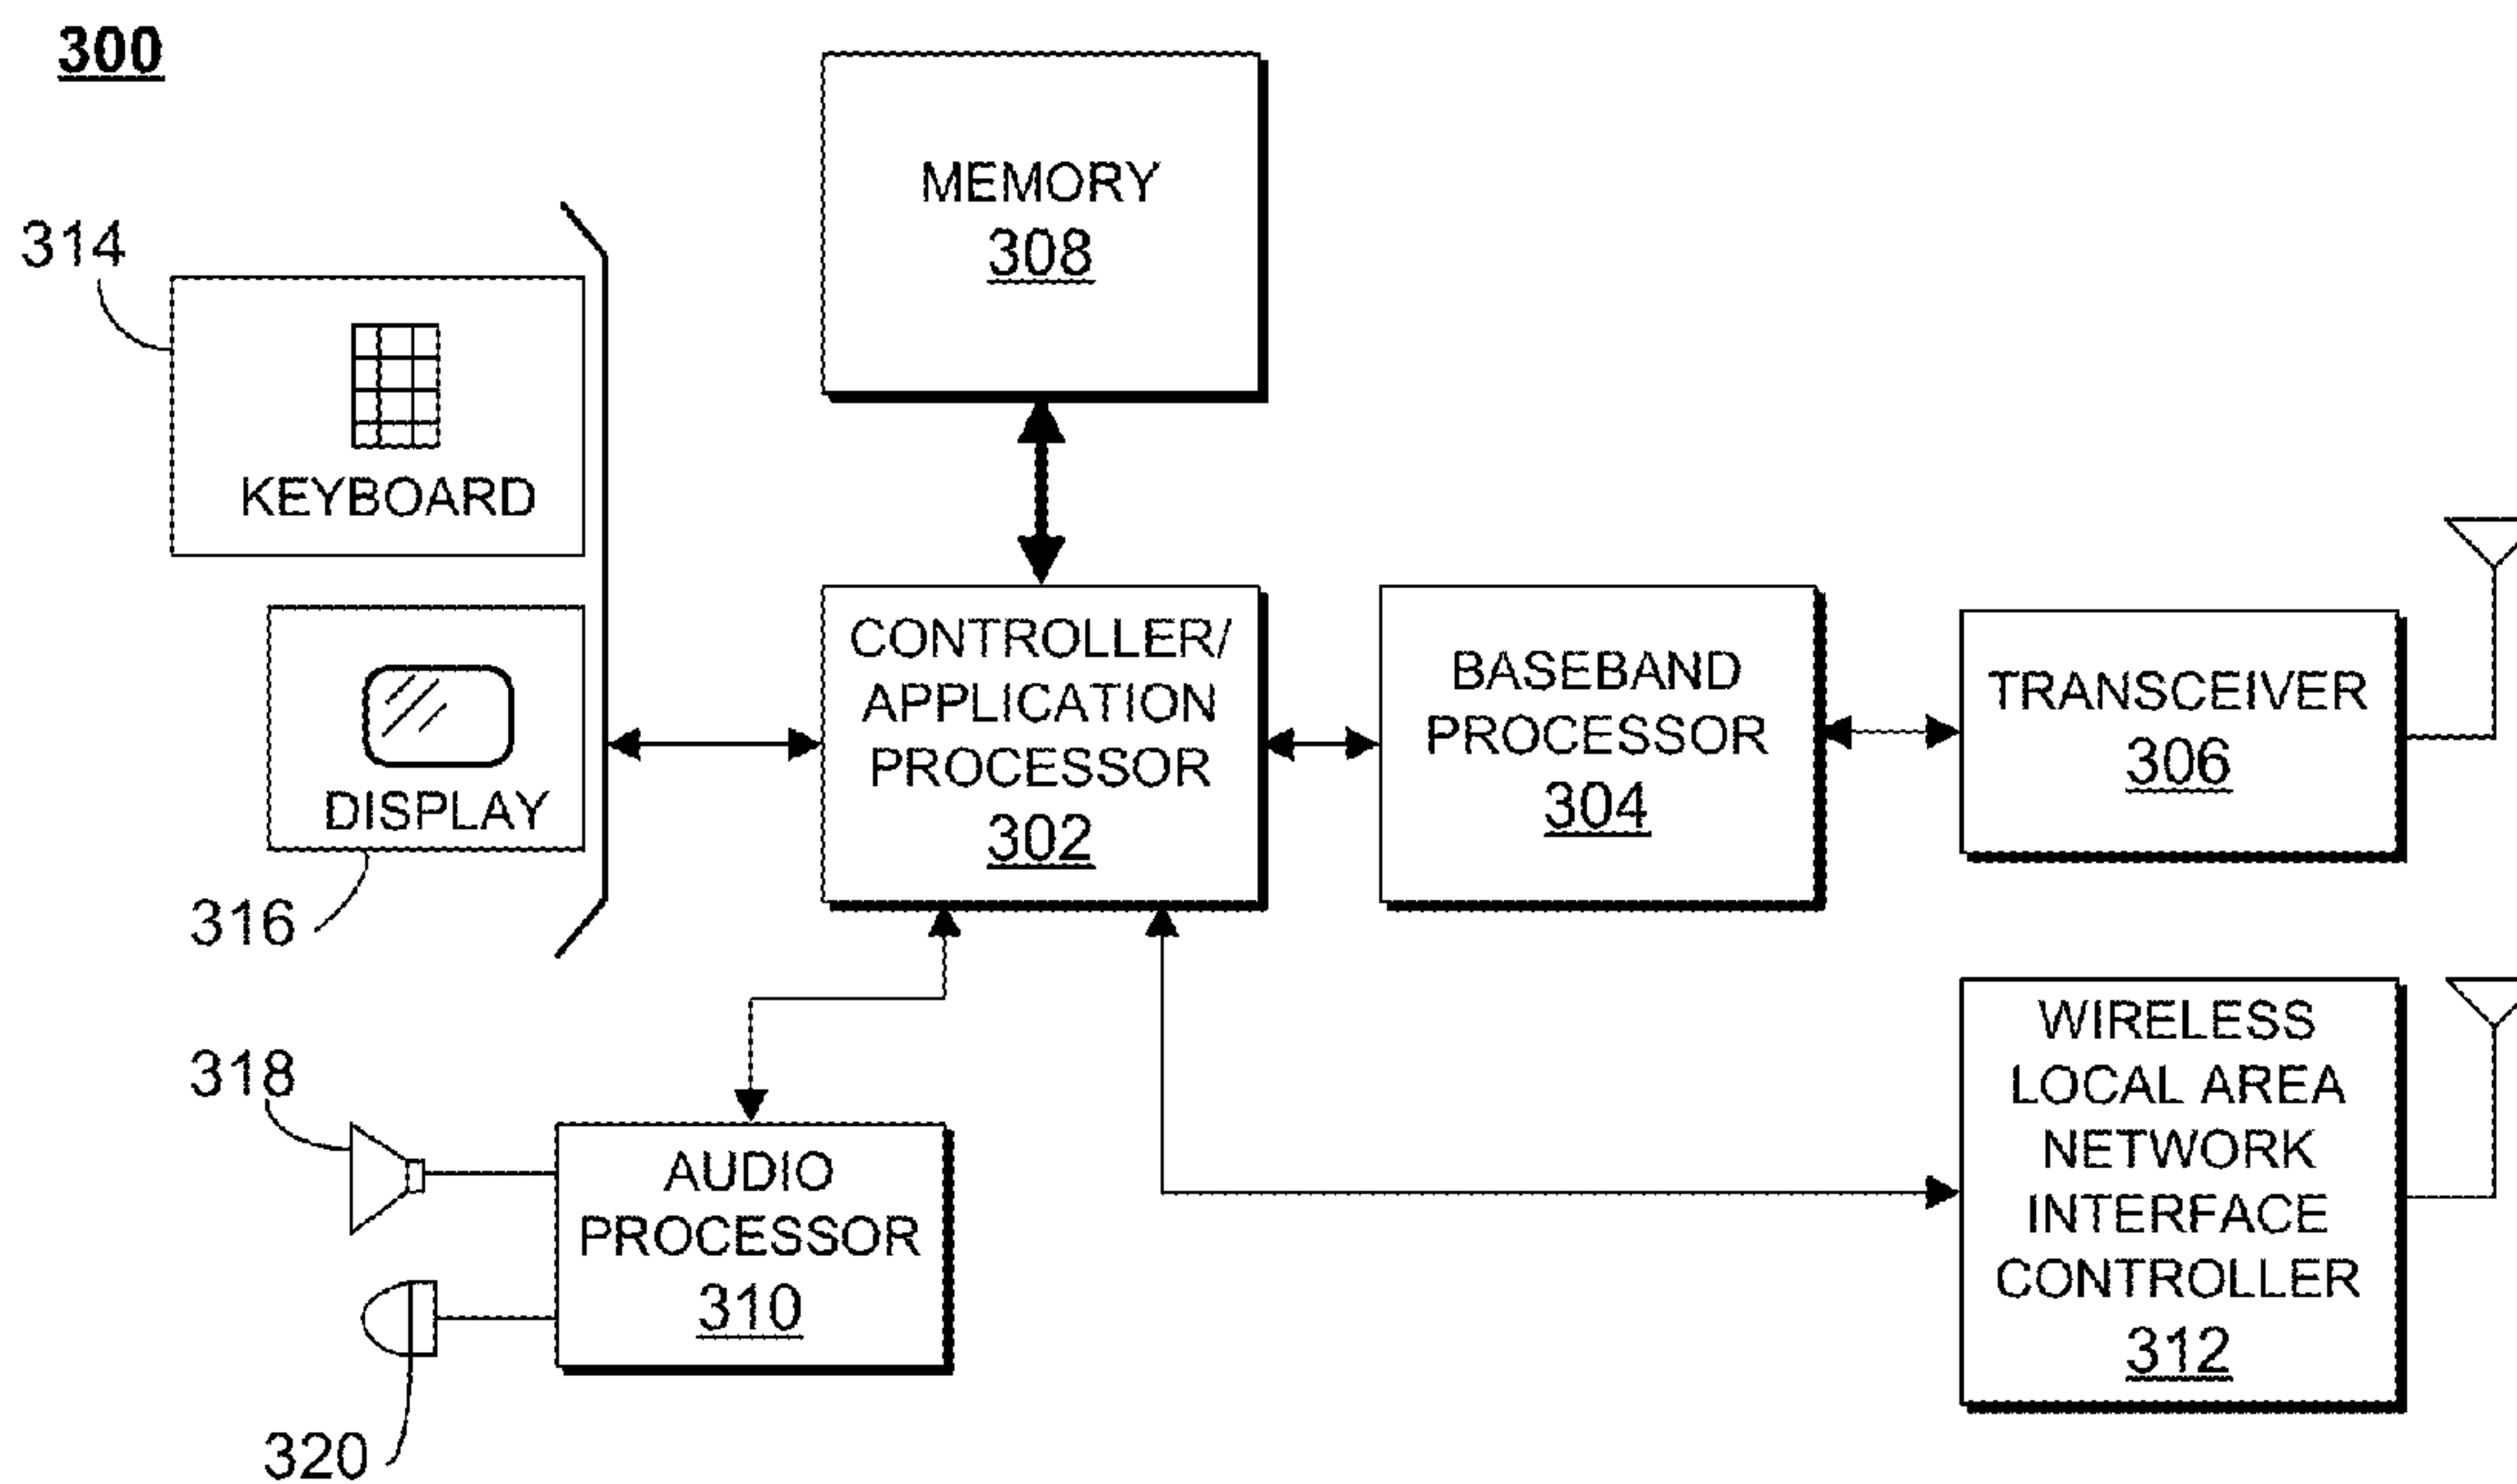 300
MEMORY
308
314
KEYBOARD
DISPLAY
316
CONTROLLER/
APPLICATION
PROCESSOR
302
BASEBAND
PROCESSOR
304
TRANSCEIVER
306
318
AUDIO
PROCESSOR
310
320
WIRELESS
LOCAL AREA
NETWORK
INTERFACE
CONTROLLER
312